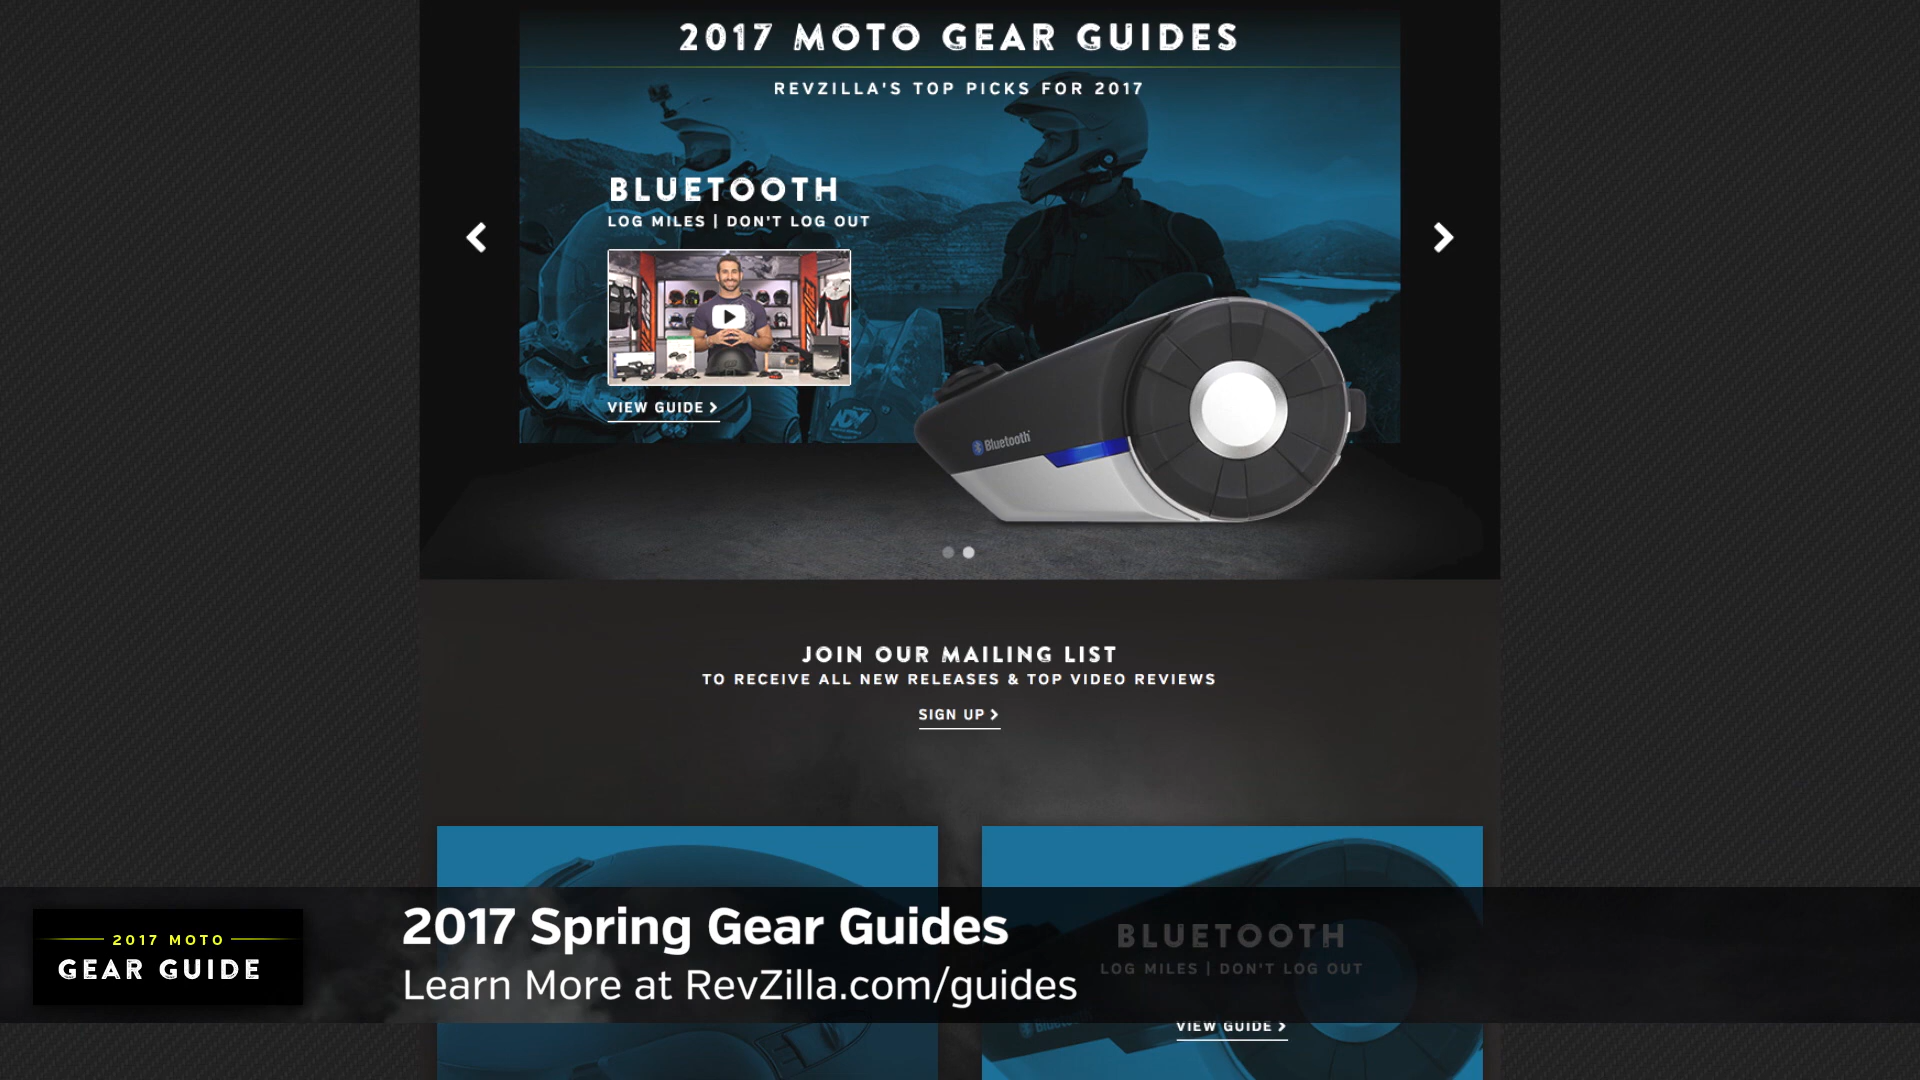 2017 MOTO GEAR GUIDES
REVZILLA'S TOP PICKS FOR 2017
BLUETOOTH
LOG MILES | DON'T LOG OUT
VIEW GUIDE >
Bluetooth
JOIN OUR MAILING LIST
TO RECEIVE ALL NEW RELEASES & TOP VIDEO REVIEWS
SIGN UP >
2017 MOTO
GEAR GUIDE
2017 Spring Gear Guides
Learn More at RevZilla.com/guides
BLUETOOTH
LOG MILES | DON'T LOG OUT
VIEW GUIDE >